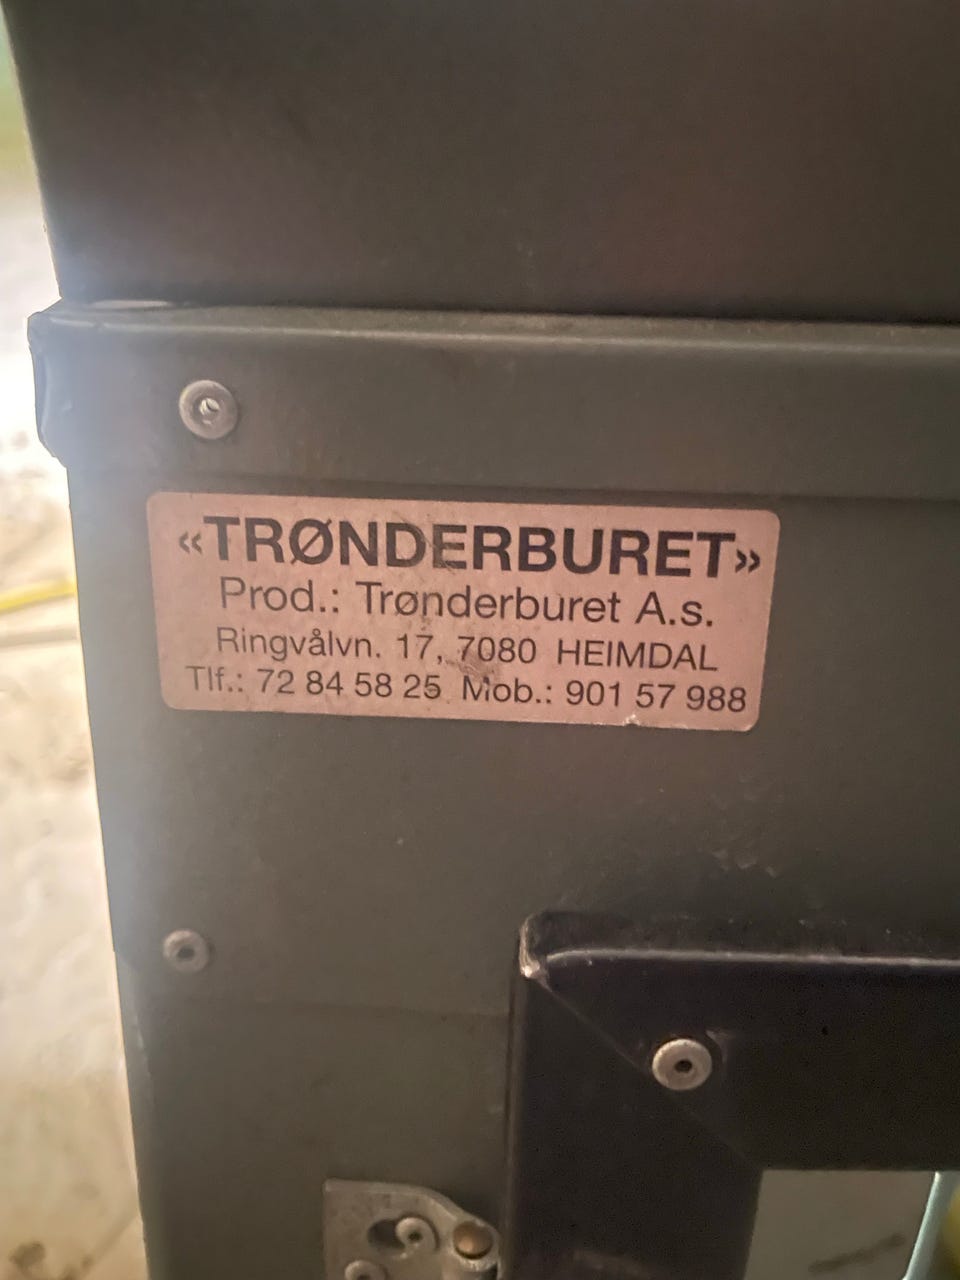 «TRØNDERBURET»
Prod.: Trønderburet A.s.
Ringvålvn. 17, 7080 HEIMDAL
Tlf.: 72 84 58 25 Mob.: 901 57 988